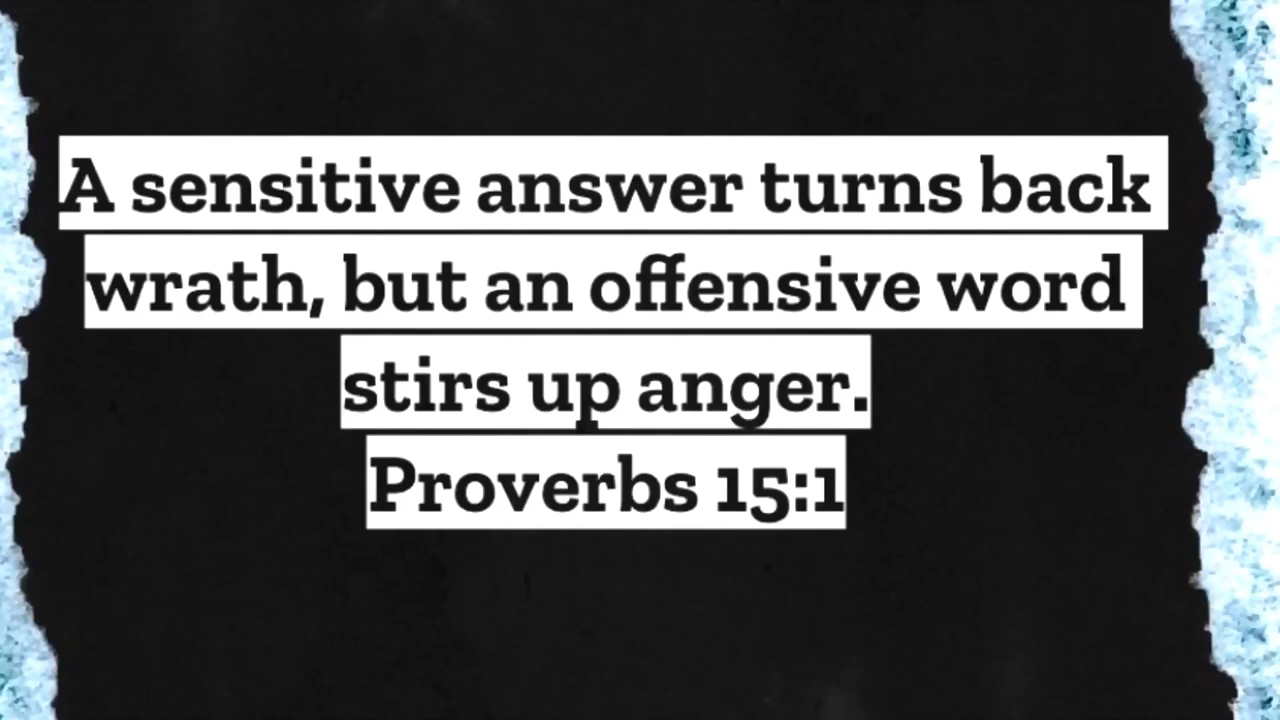 A sensitive answer turns back
wrath, but an offensive word
stirs up anger.
Proverbs 15:1